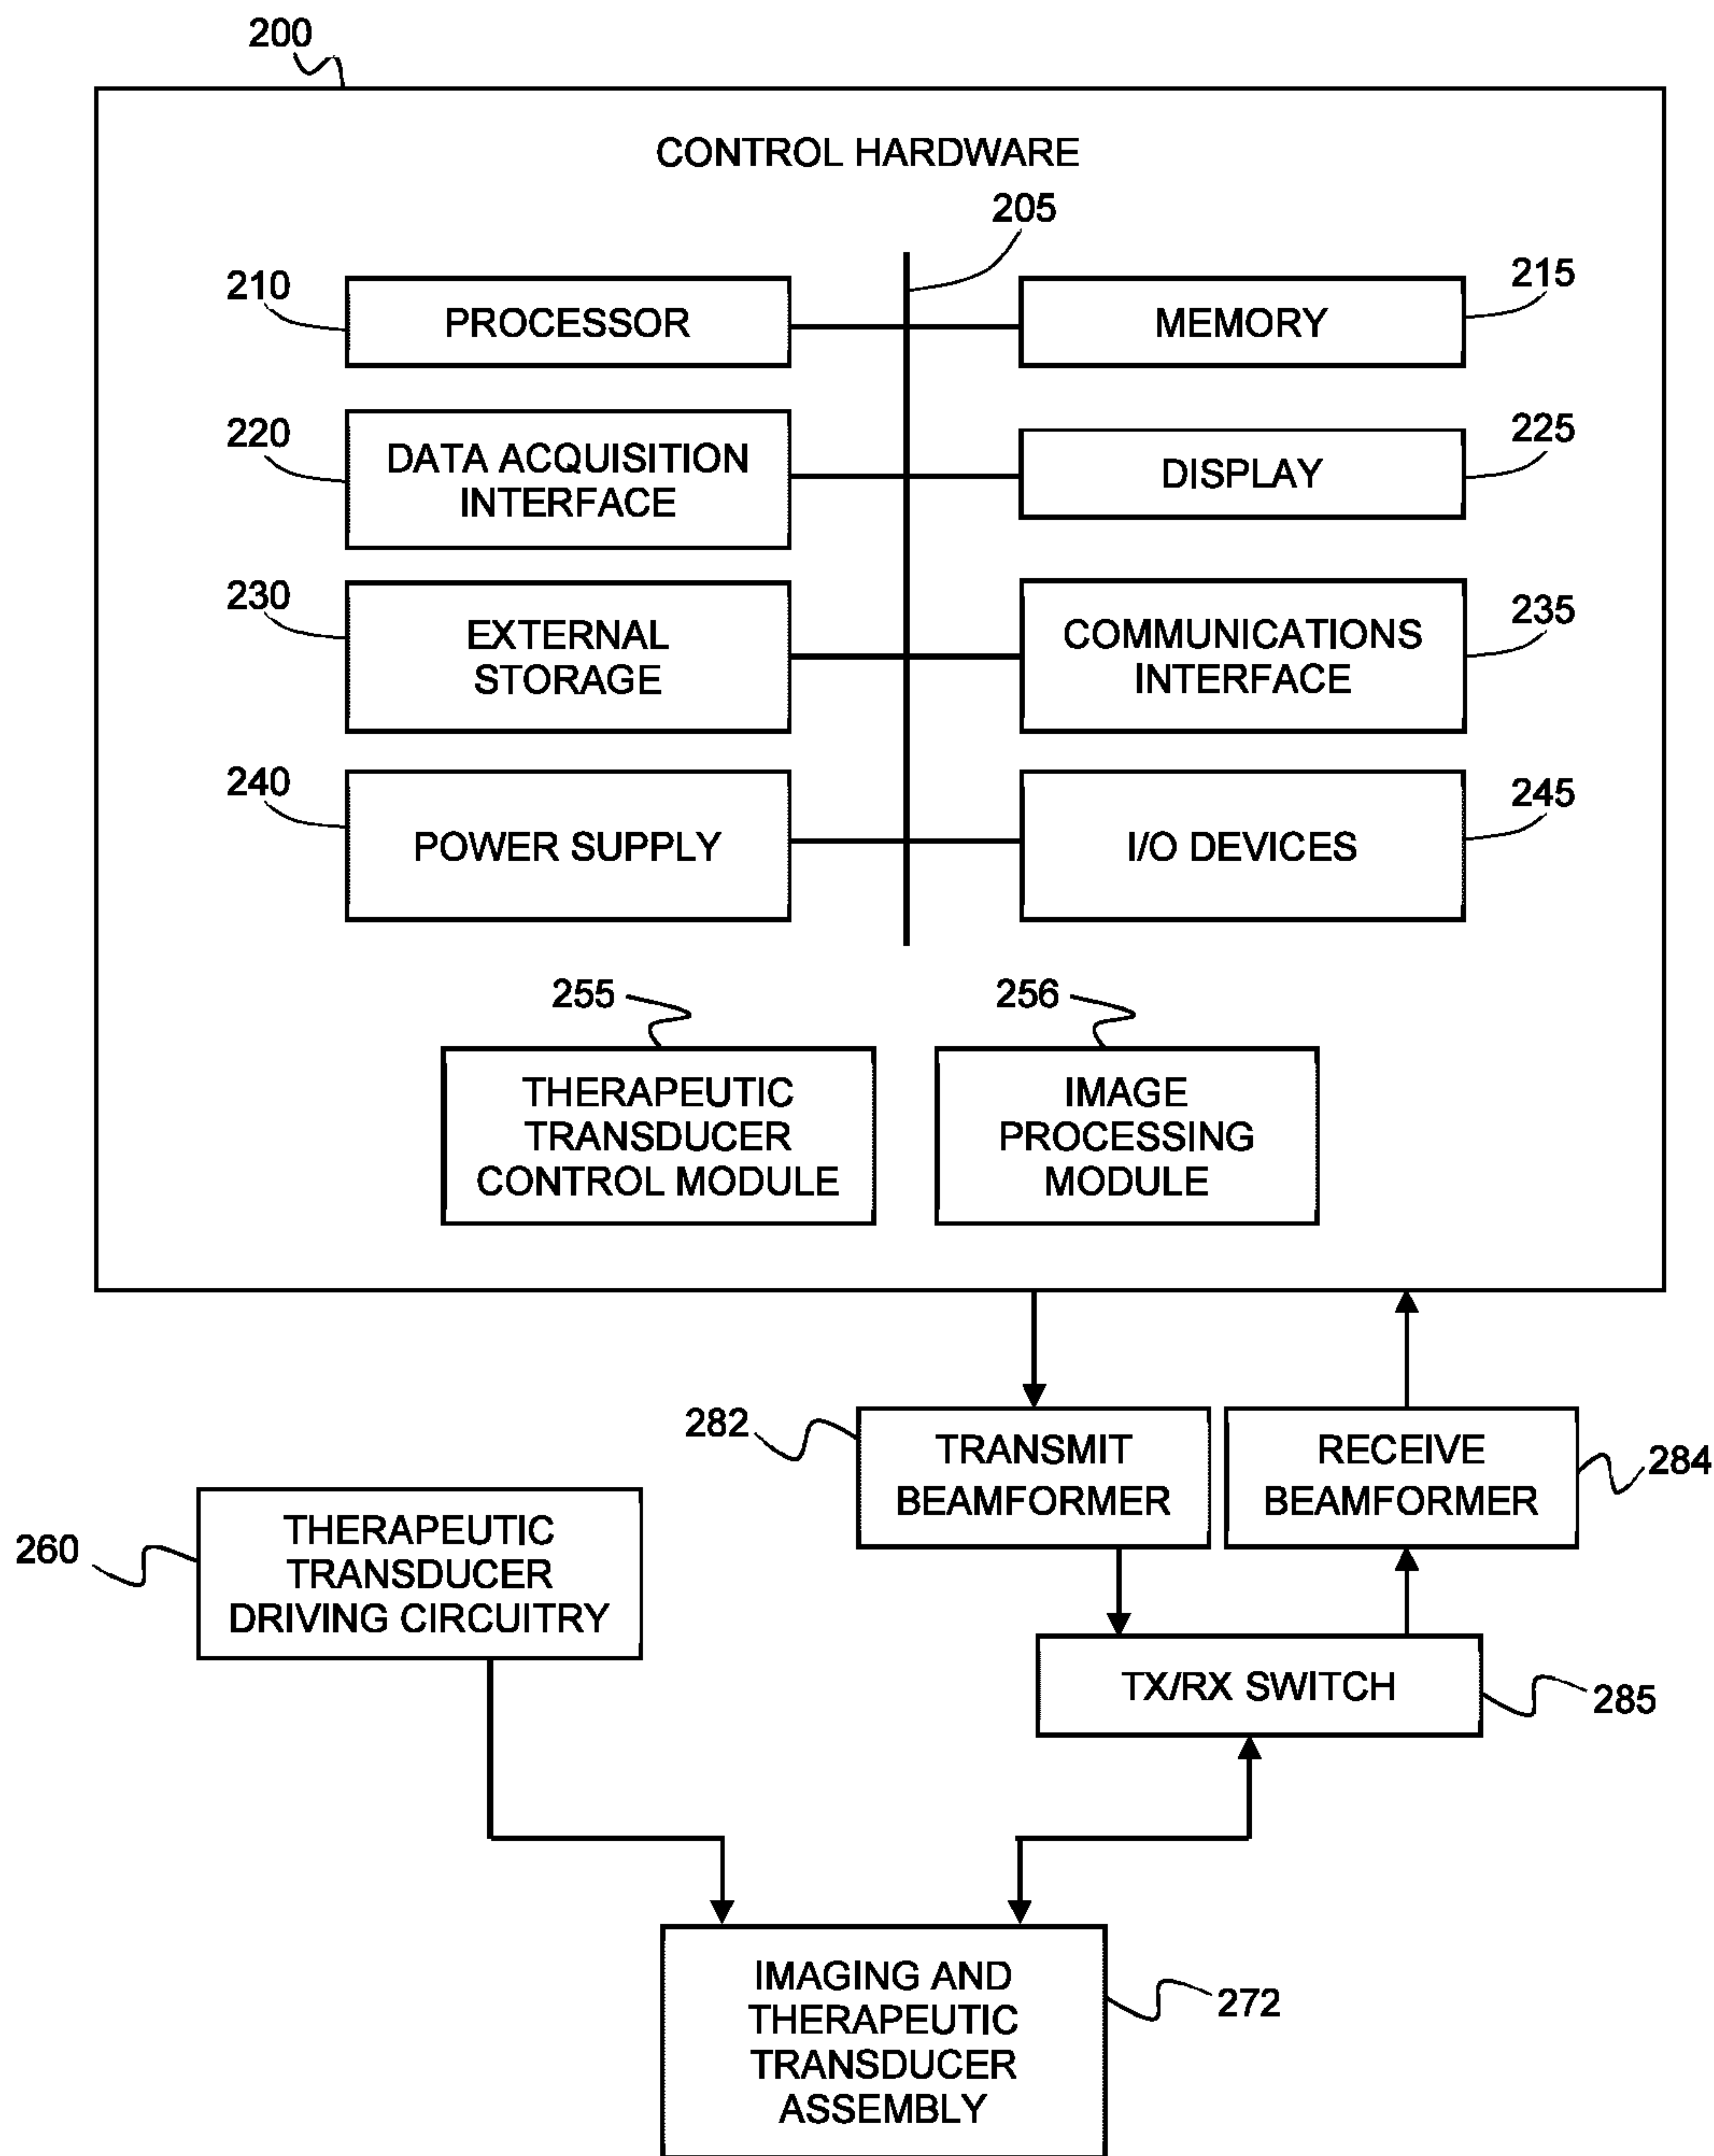 200
CONTROL HARDWARE
205
210
PROCESSOR
MEMORY
215
220
DATA ACQUISITION
INTERFACE
DISPLAY
225
230
EXTERNAL
STORAGE
COMMUNICATIONS
INTERFACE
235
240
POWER SUPPLY
I/O DEVICES
245
255
256
THERAPEUTIC
TRANSDUCER
CONTROL MODULE
IMAGE
PROCESSING
MODULE
282
TRANSMIT
BEAMFORMER
RECEIVE
BEAMFORMER
284
260
THERAPEUTIC
TRANSDUCER
DRIVING CIRCUITRY
TX/RX SWITCH
285
IMAGING AND
THERAPEUTIC
TRANSDUCER
ASSEMBLY
272